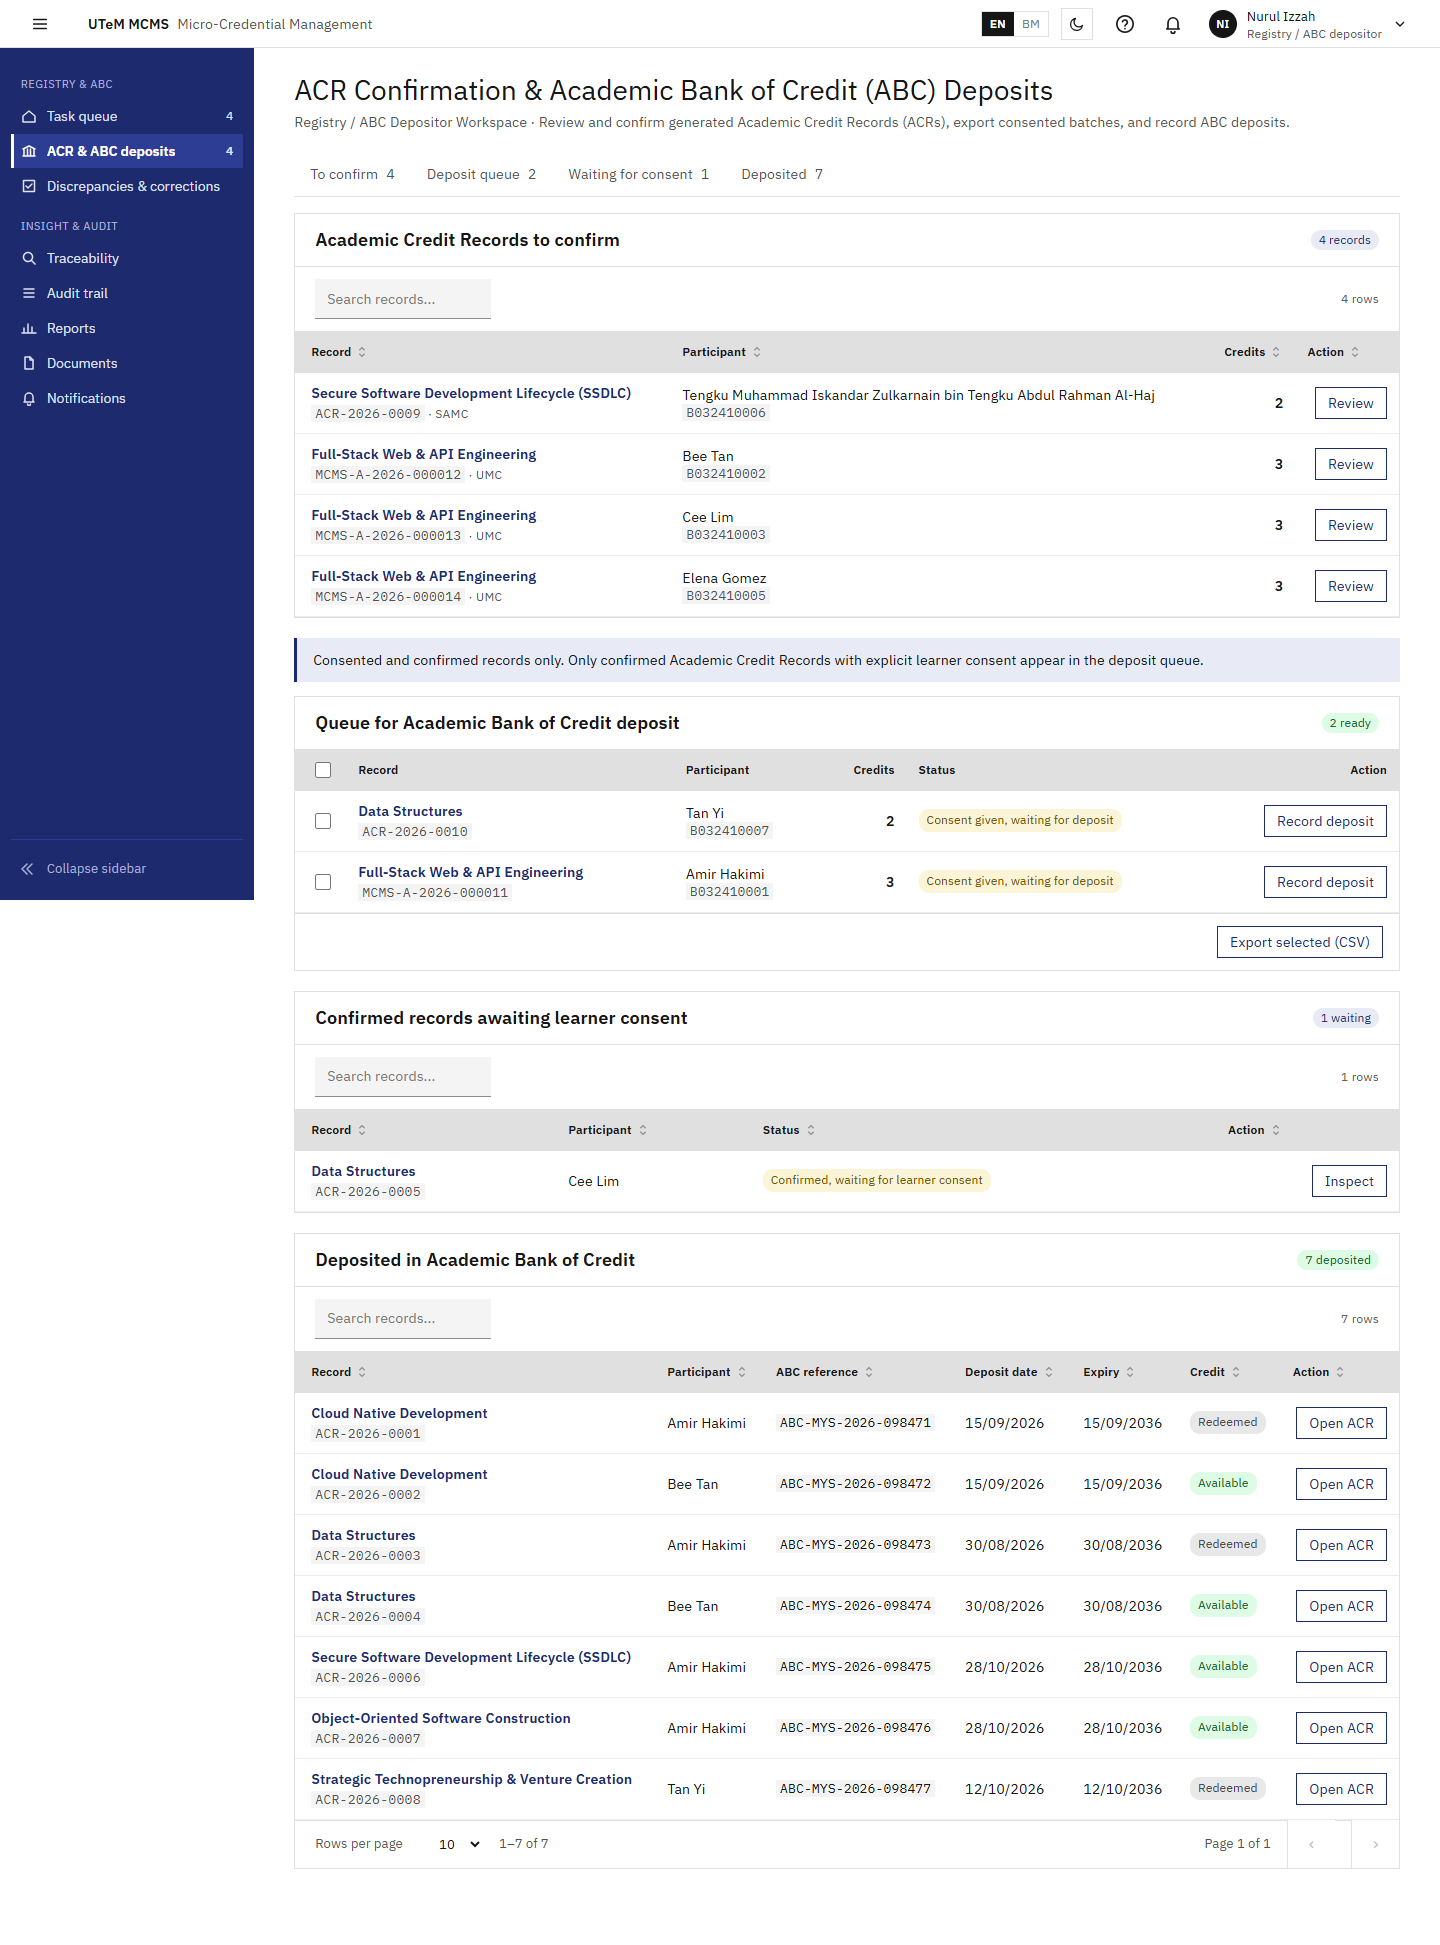 UTeM MCMS Micro-Credential Management
EN BM
NI
Nurul Izzah
Registry / ABC depositor
REGISTRY & ABC
Task queue 4
ACR & ABC deposits 4
Discrepancies & corrections
INSIGHT & AUDIT
Traceability
Audit trail
Reports
Documents
Notifications
Collapse sidebar
ACR Confirmation & Academic Bank of Credit (ABC) Deposits
Registry / ABC Depositor Workspace · Review and confirm generated Academic Credit Records (ACRs), export consented batches, and record ABC deposits.
To confirm 4 Deposit queue 2 Waiting for consent 1 Deposited 7
Academic Credit Records to confirm 4 records
Search records... 4 rows
Record Participant Credits Action
Secure Software Development Lifecycle (SSDLC) Tengku Muhammad Iskandar Zulkarnain bin Tengku Abdul Rahman Al-Haj 2 Review
ACR-2026-0009 · SAMC B032410006
Full-Stack Web & API Engineering Bee Tan 3 Review
MCMS-A-2026-000012 · UMC B032410002
Full-Stack Web & API Engineering Cee Lim 3 Review
MCMS-A-2026-000013 · UMC B032410003
Full-Stack Web & API Engineering Elena Gomez 3 Review
MCMS-A-2026-000014 · UMC B032410005
Consented and confirmed records only. Only confirmed Academic Credit Records with explicit learner consent appear in the deposit queue.
Queue for Academic Bank of Credit deposit 2 ready
Record Participant Credits Status Action
Data Structures Tan Yi 2 Consent given, waiting for deposit Record deposit
ACR-2026-0010 B032410007
Full-Stack Web & API Engineering Amir Hakimi 3 Consent given, waiting for deposit Record deposit
MCMS-A-2026-000011 B032410001
Export selected (CSV)
Confirmed records awaiting learner consent 1 waiting
Search records... 1 rows
Record Participant Status Action
Data Structures Cee Lim Confirmed, waiting for learner consent Inspect
ACR-2026-0005
Deposited in Academic Bank of Credit 7 deposited
Search records... 7 rows
Record Participant ABC reference Deposit date Expiry Credit Action
Cloud Native Development Amir Hakimi ABC-MYS-2026-098471 15/09/2026 15/09/2036 Redeemed Open ACR
ACR-2026-0001
Cloud Native Development Bee Tan ABC-MYS-2026-098472 15/09/2026 15/09/2036 Available Open ACR
ACR-2026-0002
Data Structures Amir Hakimi ABC-MYS-2026-098473 30/08/2026 30/08/2036 Redeemed Open ACR
ACR-2026-0003
Data Structures Bee Tan ABC-MYS-2026-098474 30/08/2026 30/08/2036 Available Open ACR
ACR-2026-0004
Secure Software Development Lifecycle (SSDLC) Amir Hakimi ABC-MYS-2026-098475 28/10/2026 28/10/2036 Available Open ACR
ACR-2026-0006
Object-Oriented Software Construction Amir Hakimi ABC-MYS-2026-098476 28/10/2026 28/10/2036 Available Open ACR
ACR-2026-0007
Strategic Technopreneurship & Venture Creation Tan Yi ABC-MYS-2026-098477 12/10/2026 12/10/2036 Redeemed Open ACR
ACR-2026-0008
Rows per page 10 1–7 of 7 Page 1 of 1